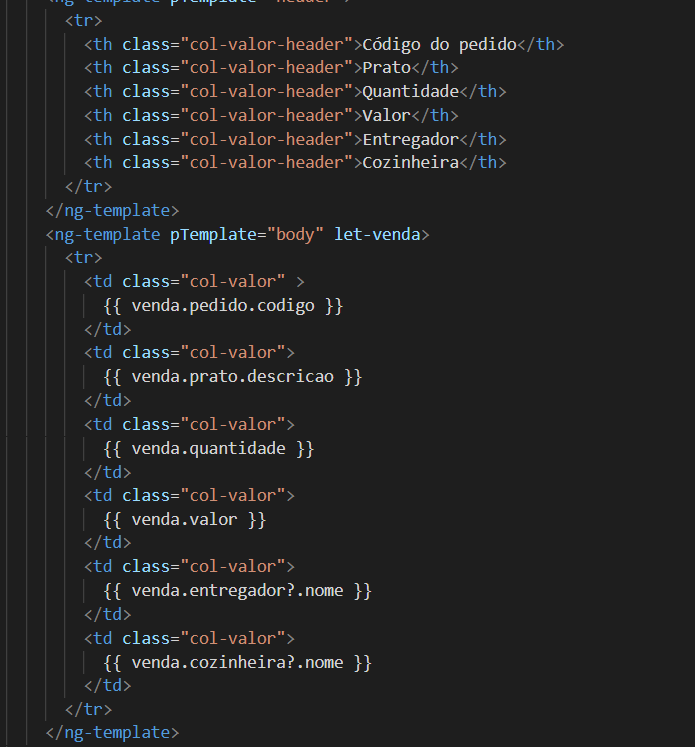 <ng-template pTemplate="header">
<tr>
<th class="col-valor-header">Código do pedido</th>
<th class="col-valor-header">Prato</th>
<th class="col-valor-header">Quantidade</th>
<th class="col-valor-header">Valor</th>
<th class="col-valor-header">Entregador</th>
<th class="col-valor-header">Cozinheira</th>
</tr>
</ng-template>
<ng-template pTemplate="body" let-venda>
<tr>
<td class="col-valor" >
{{ venda.pedido.codigo }}
</td>
<td class="col-valor">
{{ venda.prato.descricao }}
</td>
<td class="col-valor">
{{ venda.quantidade }}
</td>
<td class="col-valor">
{{ venda.valor }}
</td>
<td class="col-valor">
{{ venda.entregador?.nome }}
</td>
<td class="col-valor">
{{ venda.cozinheira?.nome }}
</td>
</tr>
</ng-template>